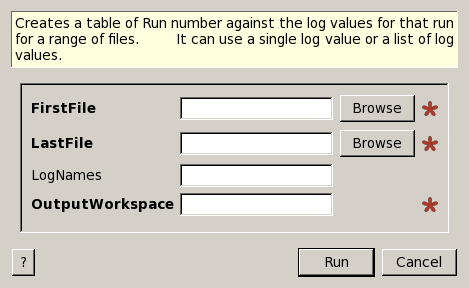 Creates a table of Run number against the log values for that run
for a range of files. It can use a single log value or a list of log
values.
FirstFile Browse *
LastFile Browse *
LogNames
OutputWorkspace *
? Run Cancel